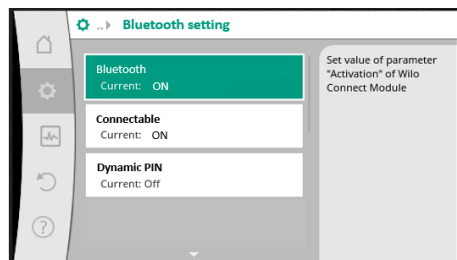 ..▸ Bluetooth setting
Bluetooth
Current: ON
Connectable
Current: ON
Dynamic PIN
Current: Off
Set value of parameter
"Activation" of Wilo
Connect Module
?